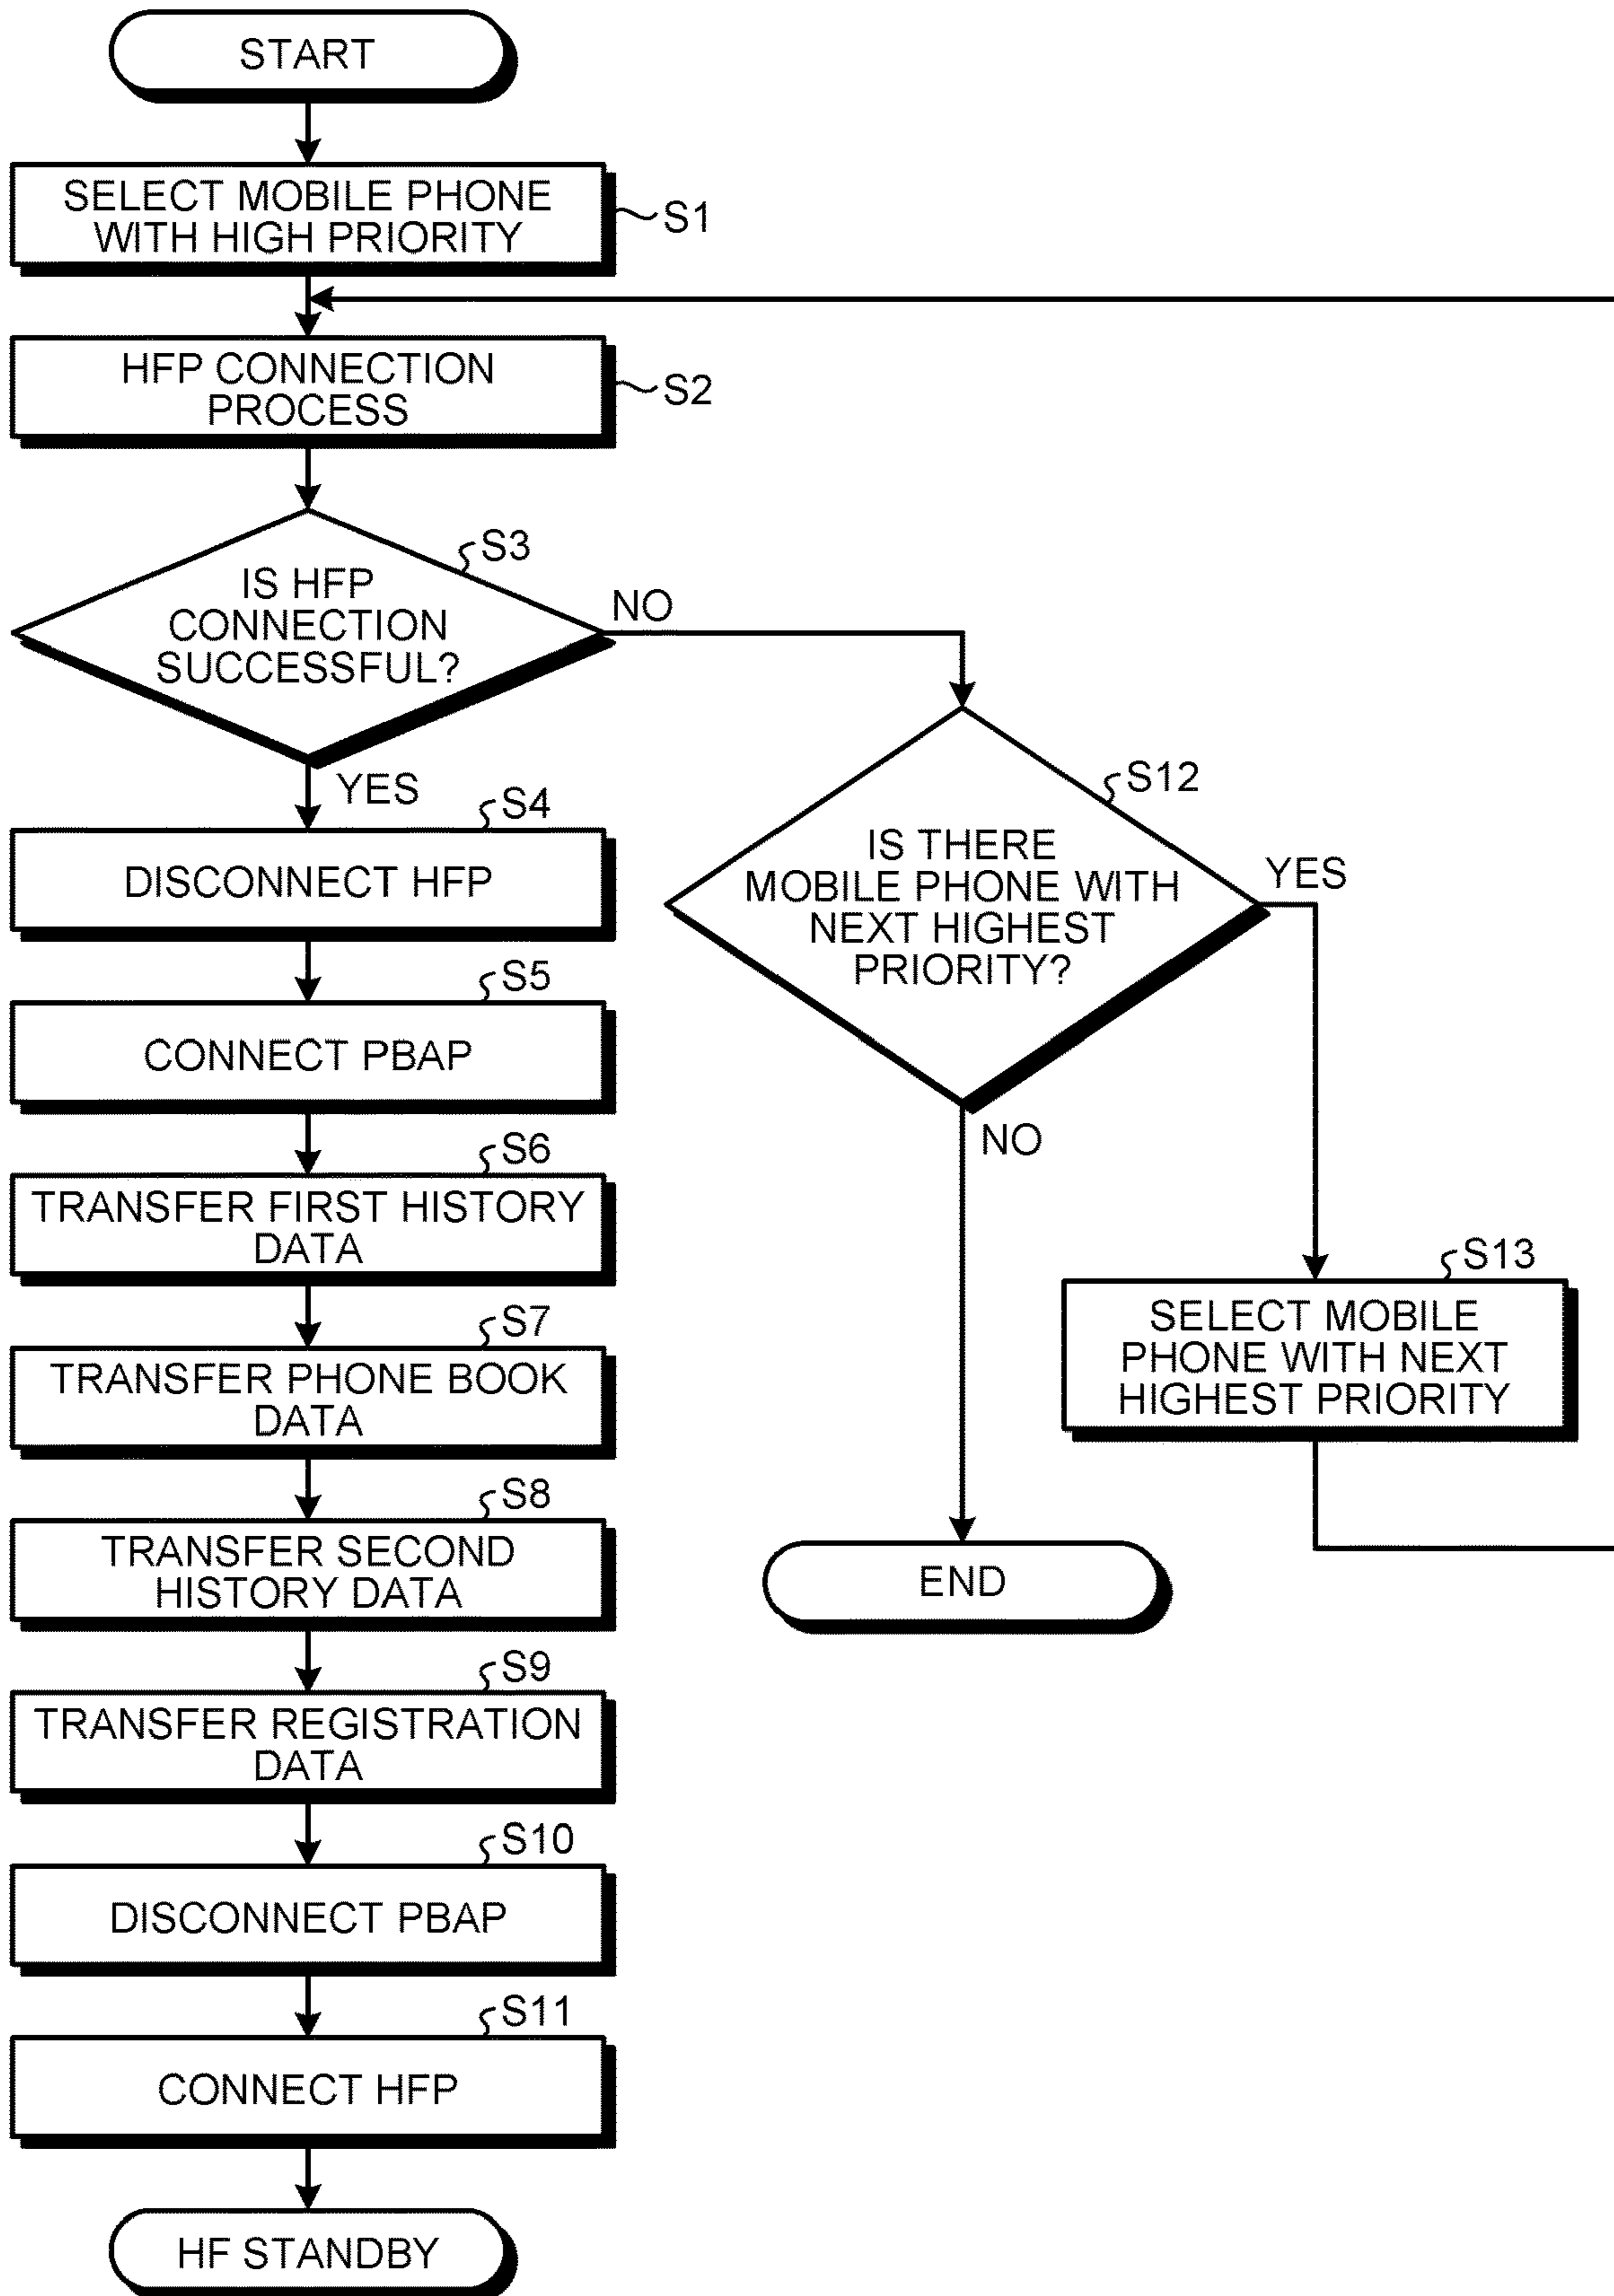 START
SELECT MOBILE PHONE
WITH HIGH PRIORITY
S1
HFP CONNECTION
PROCESS
S2
S3
IS HFP
CONNECTION
SUCCESSFUL?
NO
YES
S4
DISCONNECT HFP
S5
CONNECT PBAP
S6
TRANSFER FIRST HISTORY
DATA
S7
TRANSFER PHONE BOOK
DATA
S8
TRANSFER SECOND
HISTORY DATA
S9
TRANSFER REGISTRATION
DATA
S10
DISCONNECT PBAP
S11
CONNECT HFP
HF STANDBY
S12
IS THERE
MOBILE PHONE WITH
NEXT HIGHEST
PRIORITY?
YES
NO
S13
SELECT MOBILE
PHONE WITH NEXT
HIGHEST PRIORITY
END